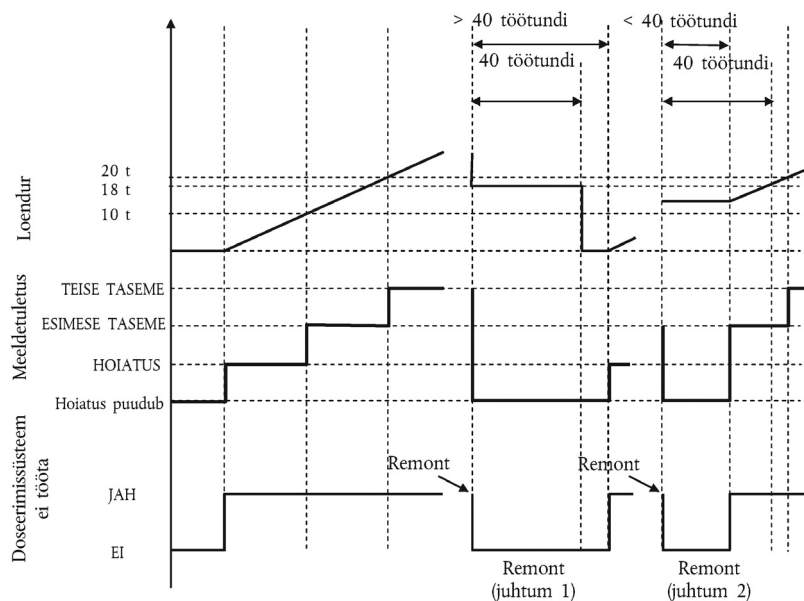 > 40 töötundi
< 40 töötundi
40 töötundi
40 töötundi
Loendur
20 t
18 t
10 t
Meeldetuletus
TEISE TASEME
ESIMESE TASEME
HOIATUS
Hoiatus puudub
Doseerimissüsteem
ei tööta
JAH
EI
Remont
Remont
Remont
(juhtum 1)
Remont
(juhtum 2)